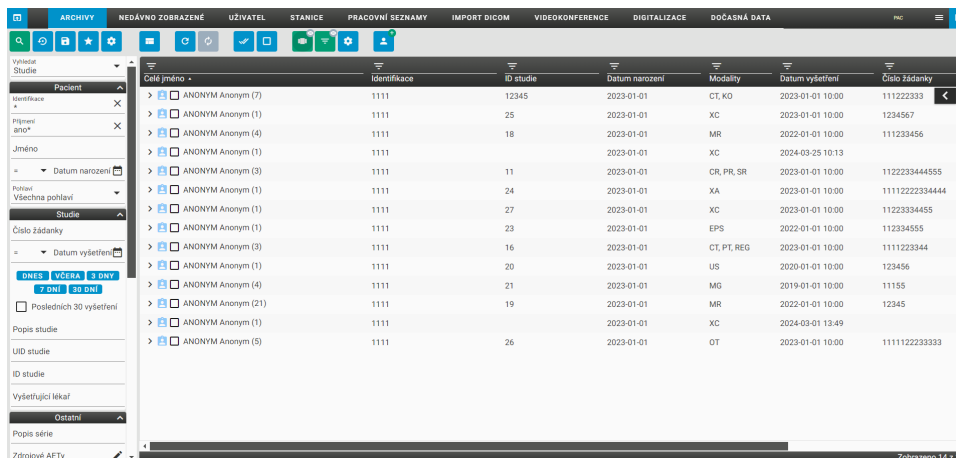 ARCHIVY NEDÁVNO ZOBRAZENÉ UŽIVATEL STANICE PRACOVNÍ SEZNAMY IMPORT DICOM VIDEOKONFERENCE DIGITALIZACE DOČASNÁ DATA PAC
Vyhledat
Studie
Pacient
Identifikace
*
Příjmení
ano*
Jméno
= Datum narození
Pohlaví
Všechna pohlaví
Studie
Číslo žádanky
= Datum vyšetření
DNES VČERA 3 DNY
7 DNÍ 30 DNÍ
Posledních 30 vyšetření
Popis studie
UID studie
ID studie
Vyšetřující lékař
Ostatní
Popis série
Zdrojové AETy
Celé jméno Identifikace ID studie Datum narození Modality Datum vyšetření Číslo žádanky
ANONYM Anonym (7) 1111 12345 2023-01-01 CT, KO 2023-01-01 10:00 111222333
ANONYM Anonym (1) 1111 25 2023-01-01 XC 2023-01-01 10:00 1234567
ANONYM Anonym (4) 1111 18 2023-01-01 MR 2022-01-01 10:00 111233456
ANONYM Anonym (1) 1111 2023-01-01 XC 2024-03-25 10:13
ANONYM Anonym (3) 1111 11 2023-01-01 CR, PR, SR 2023-01-01 10:00 1122233444555
ANONYM Anonym (1) 1111 24 2023-01-01 XA 2023-01-01 10:00 11112222334444
ANONYM Anonym (1) 1111 27 2023-01-01 XC 2023-01-01 10:00 11223334455
ANONYM Anonym (1) 1111 23 2023-01-01 EPS 2022-01-01 10:00 112334555
ANONYM Anonym (3) 1111 16 2023-01-01 CT, PT, REG 2023-01-01 10:00 1111223344
ANONYM Anonym (1) 1111 20 2023-01-01 US 2020-01-01 10:00 123456
ANONYM Anonym (4) 1111 21 2023-01-01 MG 2019-01-01 10:00 11155
ANONYM Anonym (21) 1111 19 2023-01-01 MR 2022-01-01 10:00 12345
ANONYM Anonym (1) 1111 2023-01-01 XC 2024-03-01 13:49
ANONYM Anonym (5) 1111 26 2023-01-01 OT 2023-01-01 10:00 1111122233333
Zobrazeno 14 z